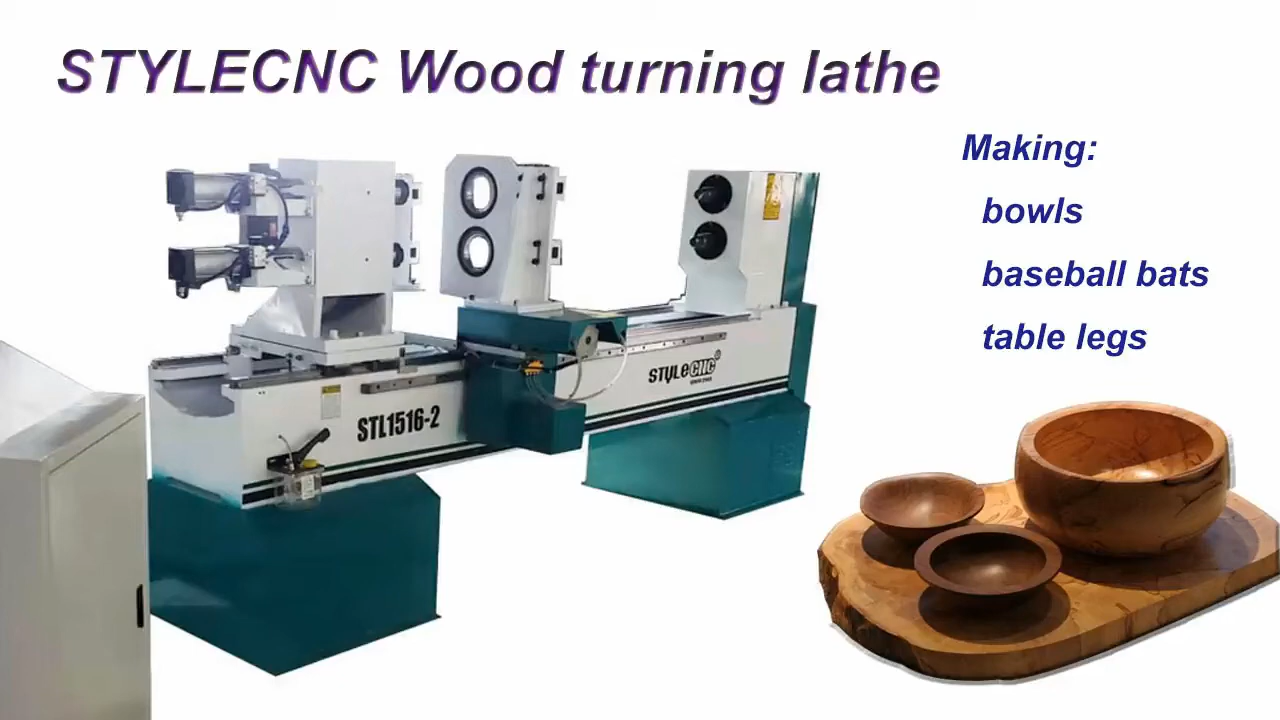 STYLECNC Wood turning lathe
Making:
bowls
baseball bats
table legs
STYLECNC
STL1516-2